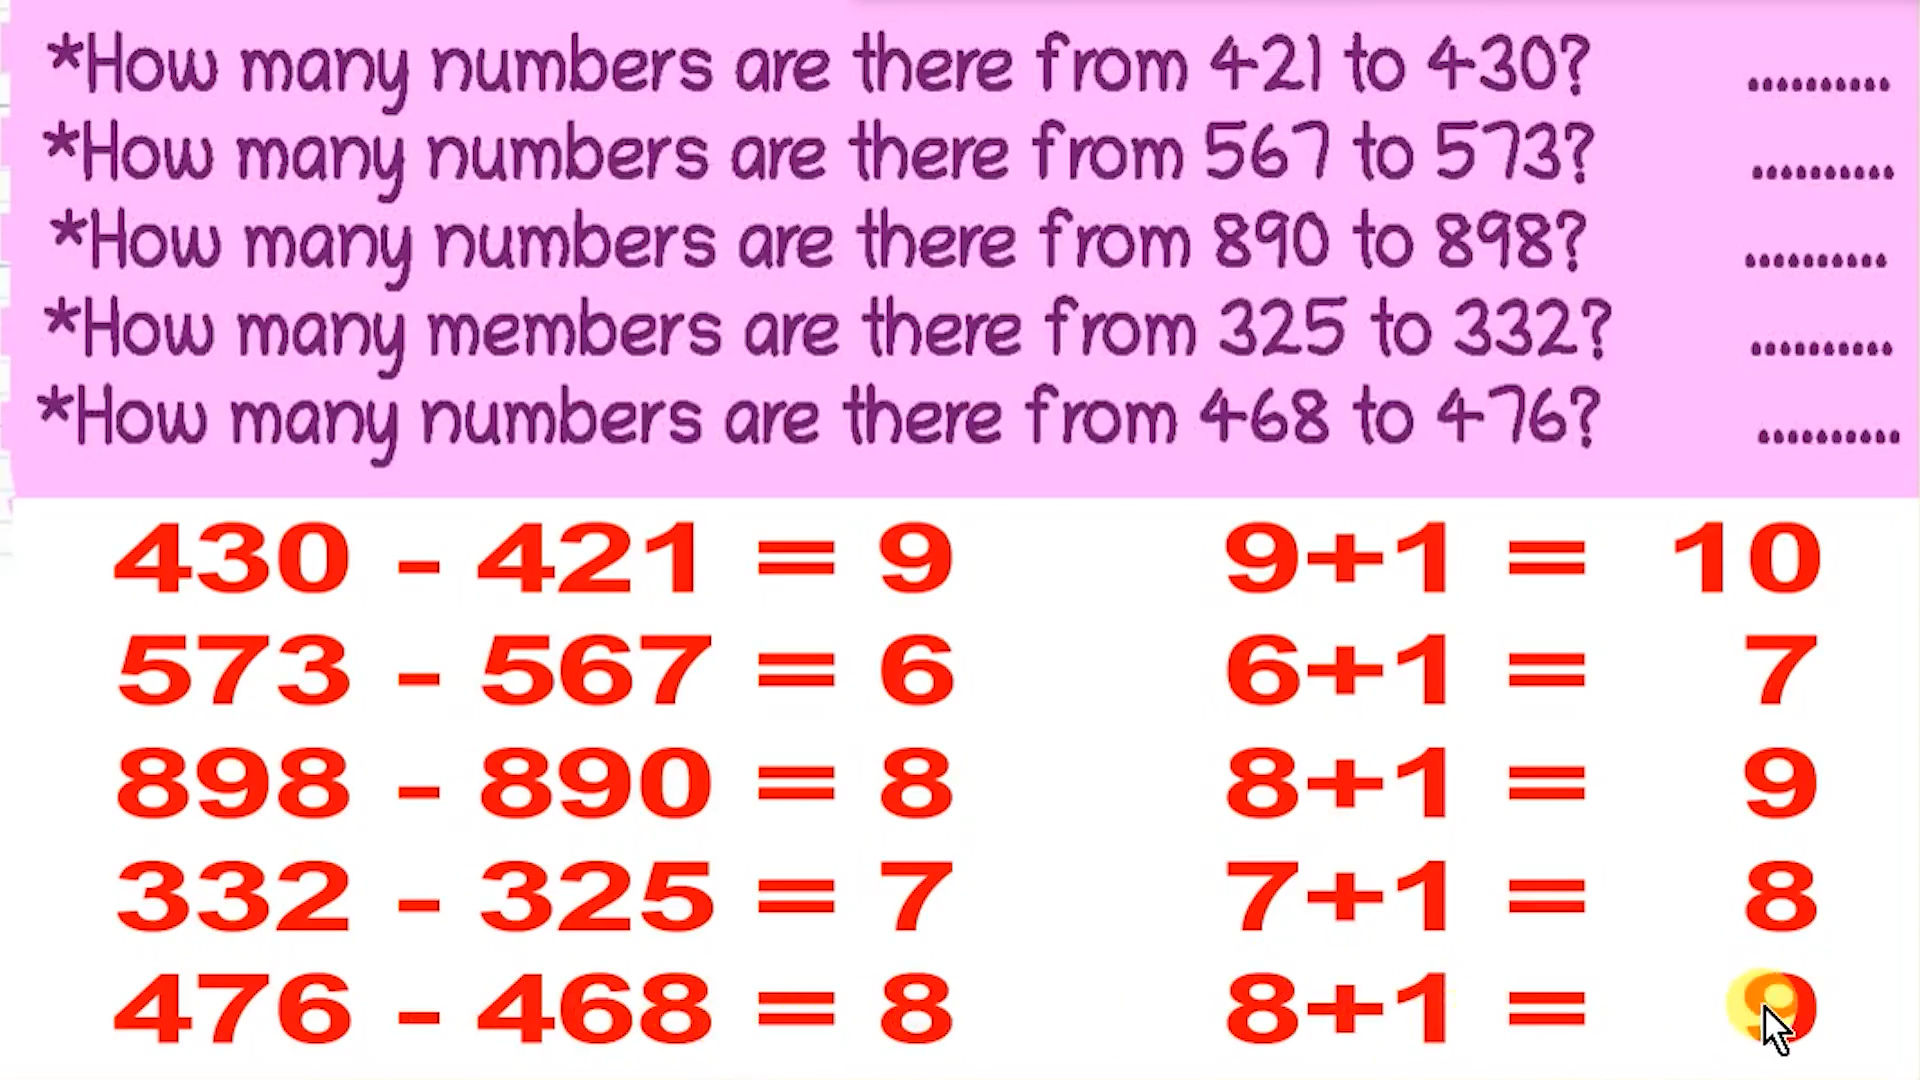 *How many numbers are there from 421 to 430? ..........
*How many numbers are there from 567 to 573? ..........
*How many numbers are there from 890 to 898? ..........
*How many members are there from 325 to 332? ..........
*How many numbers are there from 468 to 476? ..........
430 - 421 = 9 9+1 = 10
573 - 567 = 6 6+1 = 7
898 - 890 = 8 8+1 = 9
332 - 325 = 7 7+1 = 8
476 - 468 = 8 8+1 = 9